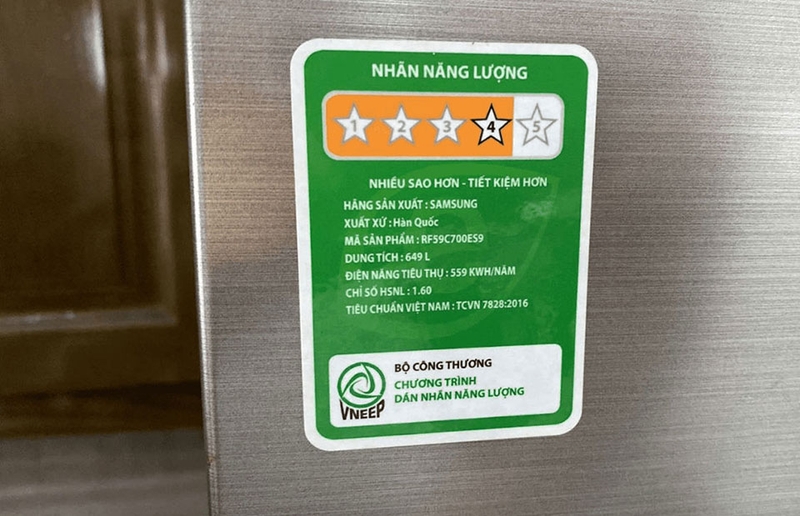 NHÃN NĂNG LƯỢNG
1 2 3 4 5
NHIỀU SAO HƠN - TIẾT KIỆM HƠN
HÃNG SẢN XUẤT : SAMSUNG
XUẤT XỨ : Hàn Quốc
MÃ SẢN PHẨM : RF59C700ES9
DUNG TÍCH : 649 L
ĐIỆN NĂNG TIÊU THỤ : 559 KWH/NĂM
CHỈ SỐ HSNL : 1.60
TIÊU CHUẨN VIỆT NAM : TCVN 7828:2016
BỘ CÔNG THƯƠNG
CHƯƠNG TRÌNH
DÁN NHÃN NĂNG LƯỢNG
VNEEP